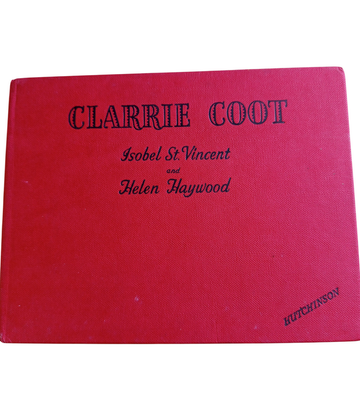 CLARRIE COOT
Isobel St. Vincent
and
Helen Haywood
HUTCHINSON